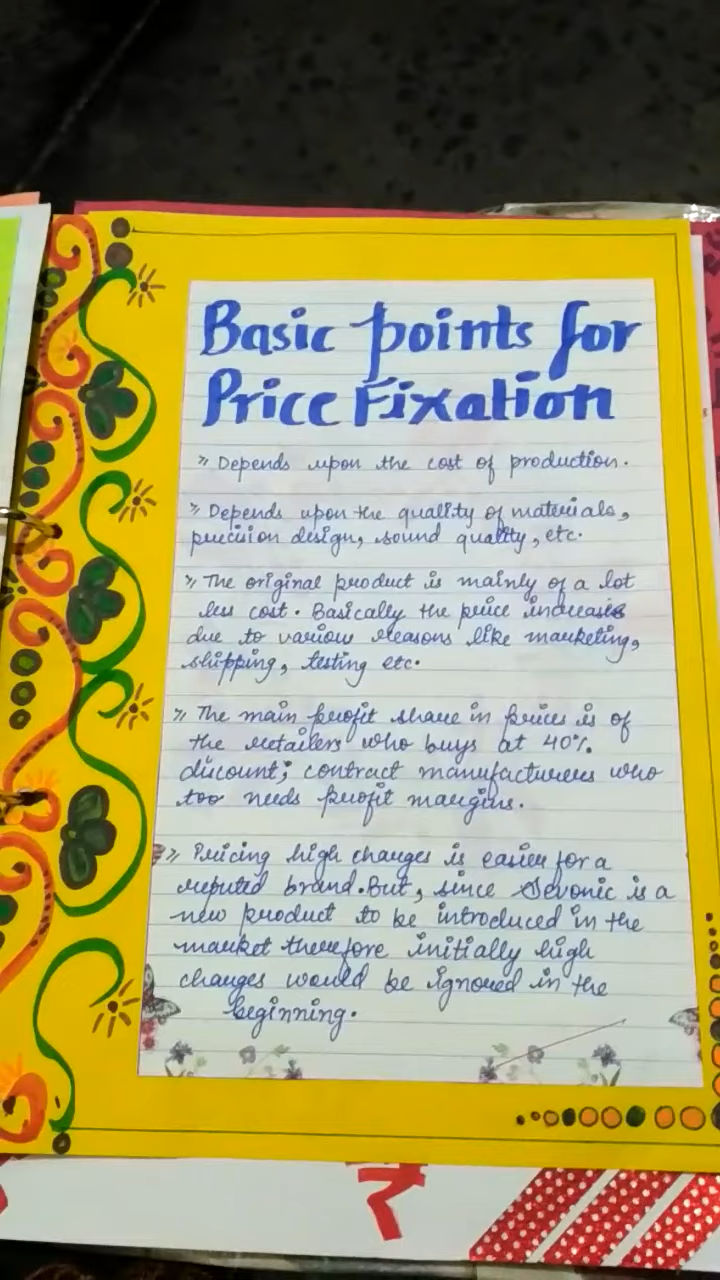 Basic points for
Price Fixation
» Depends upon the cost of production.
» Depends upon the quality of materials,
precision design, sound quality, etc.
» The original product is mainly of a lot
less cost. Basically the price increases
due to various reasons like marketing,
shipping, testing etc.
» The main profit share in prices is of
the retailers who buys at 40%
discount; contract manufacturers who
too needs profit margins.
» Pricing high changes is easier for a
reputed brand. But, since Sevonic is a
new product to be introduced in the
market therefore initially high
changes would be ignored in the
beginning.
₹